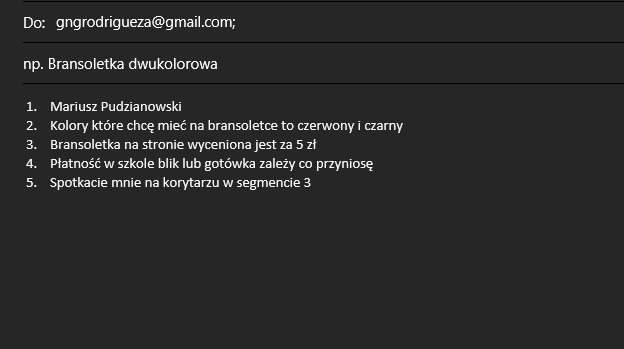 Do: gngrodrigueza@gmail.com;
np. Bransoletka dwukolorowa
1. Mariusz Pudzianowski
2. Kolory które chcę mieć na bransoletce to czerwony i czarny
3. Bransoletka na stronie wyceniona jest za 5 zł
4. Płatność w szkole blik lub gotówka zależy co przyniosę
5. Spotkacie mnie na korytarzu w segmencie 3